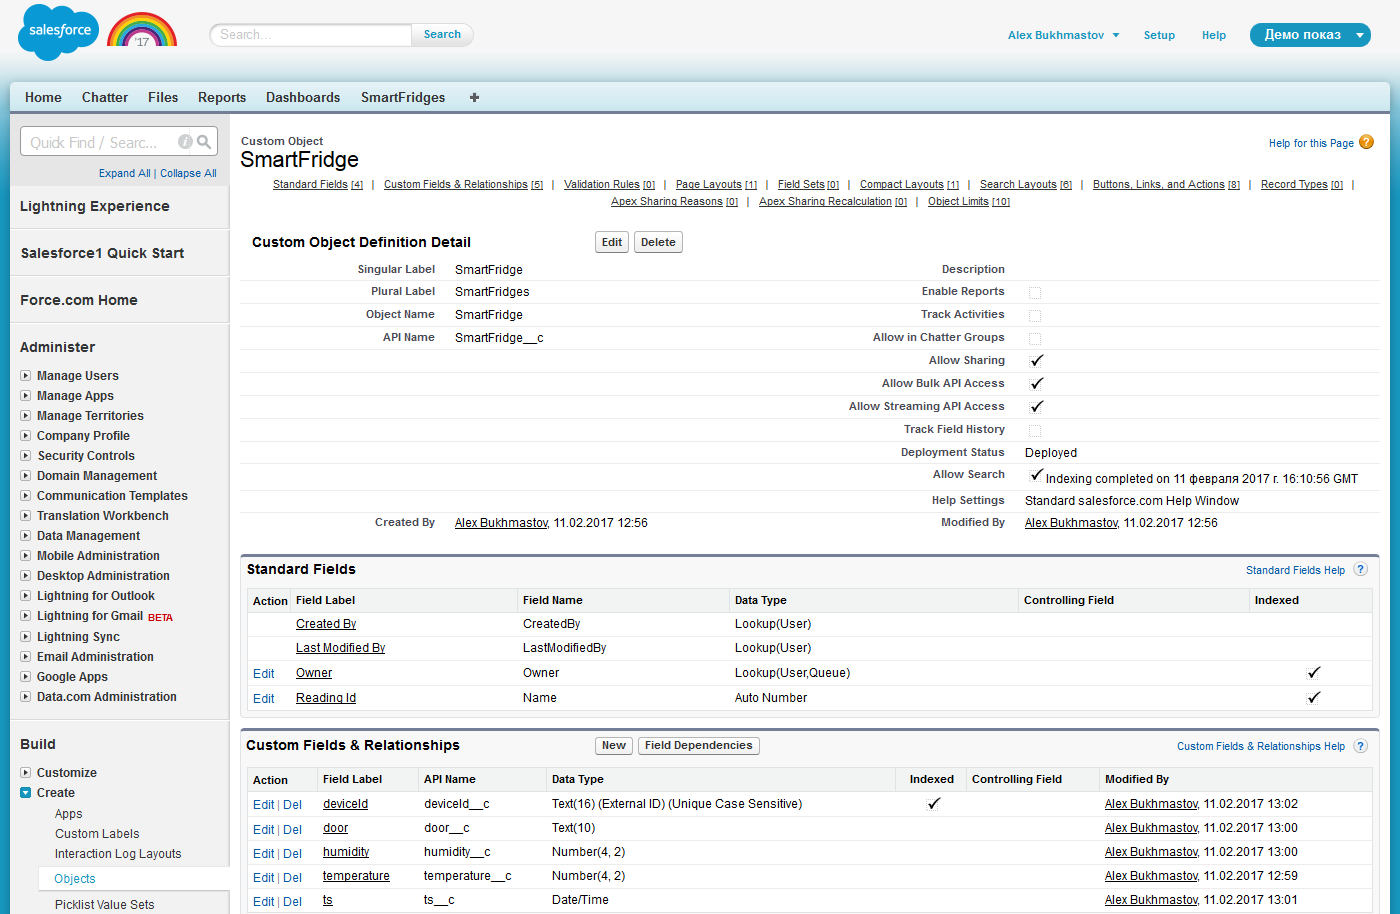 salesforce
'17
Search...
Search
Alex Bukhmastov
Setup
Help
Демо показ
Home Chatter Files Reports Dashboards SmartFridges +
Quick Find / Search...
Expand All | Collapse All
Lightning Experience
Salesforce1 Quick Start
Force.com Home
Administer
Manage Users
Manage Apps
Manage Territories
Company Profile
Security Controls
Domain Management
Communication Templates
Translation Workbench
Data Management
Mobile Administration
Desktop Administration
Lightning for Outlook
Lightning for Gmail BETA
Lightning Sync
Email Administration
Google Apps
Data.com Administration
Build
Customize
Create
Apps
Custom Labels
Interaction Log Layouts
Objects
Picklist Value Sets
Custom Object
SmartFridge
Help for this Page ?
Standard Fields [4] | Custom Fields & Relationships [5] | Validation Rules [0] | Page Layouts [1] | Field Sets [0] | Compact Layouts [1] | Search Layouts [6] | Buttons, Links, and Actions [8] | Record Types [0] |
Apex Sharing Reasons [0] | Apex Sharing Recalculation [0] | Object Limits [10]
Custom Object Definition Detail Edit Delete
Singular Label SmartFridge Description
Plural Label SmartFridges Enable Reports
Object Name SmartFridge Track Activities
API Name SmartFridge__c Allow in Chatter Groups
Allow Sharing
Allow Bulk API Access
Allow Streaming API Access
Track Field History
Deployment Status Deployed
Allow Search Indexing completed on 11 февраля 2017 г. 16:10:56 GMT
Help Settings Standard salesforce.com Help Window
Created By Alex Bukhmastov, 11.02.2017 12:56 Modified By Alex Bukhmastov, 11.02.2017 12:56
Standard Fields Standard Fields Help ?
Action Field Label Field Name Data Type Controlling Field Indexed
Created By CreatedBy Lookup(User)
Last Modified By LastModifiedBy Lookup(User)
Edit Owner Owner Lookup(User,Queue)
Edit Reading Id Name Auto Number
Custom Fields & Relationships New Field Dependencies Custom Fields & Relationships Help ?
Action Field Label API Name Data Type Indexed Controlling Field Modified By
Edit | Del deviceId deviceId__c Text(16) (External ID) (Unique Case Sensitive) Alex Bukhmastov, 11.02.2017 13:02
Edit | Del door door__c Text(10) Alex Bukhmastov, 11.02.2017 13:00
Edit | Del humidity humidity__c Number(4, 2) Alex Bukhmastov, 11.02.2017 13:00
Edit | Del temperature temperature__c Number(4, 2) Alex Bukhmastov, 11.02.2017 12:59
Edit | Del ts ts__c Date/Time Alex Bukhmastov, 11.02.2017 13:01